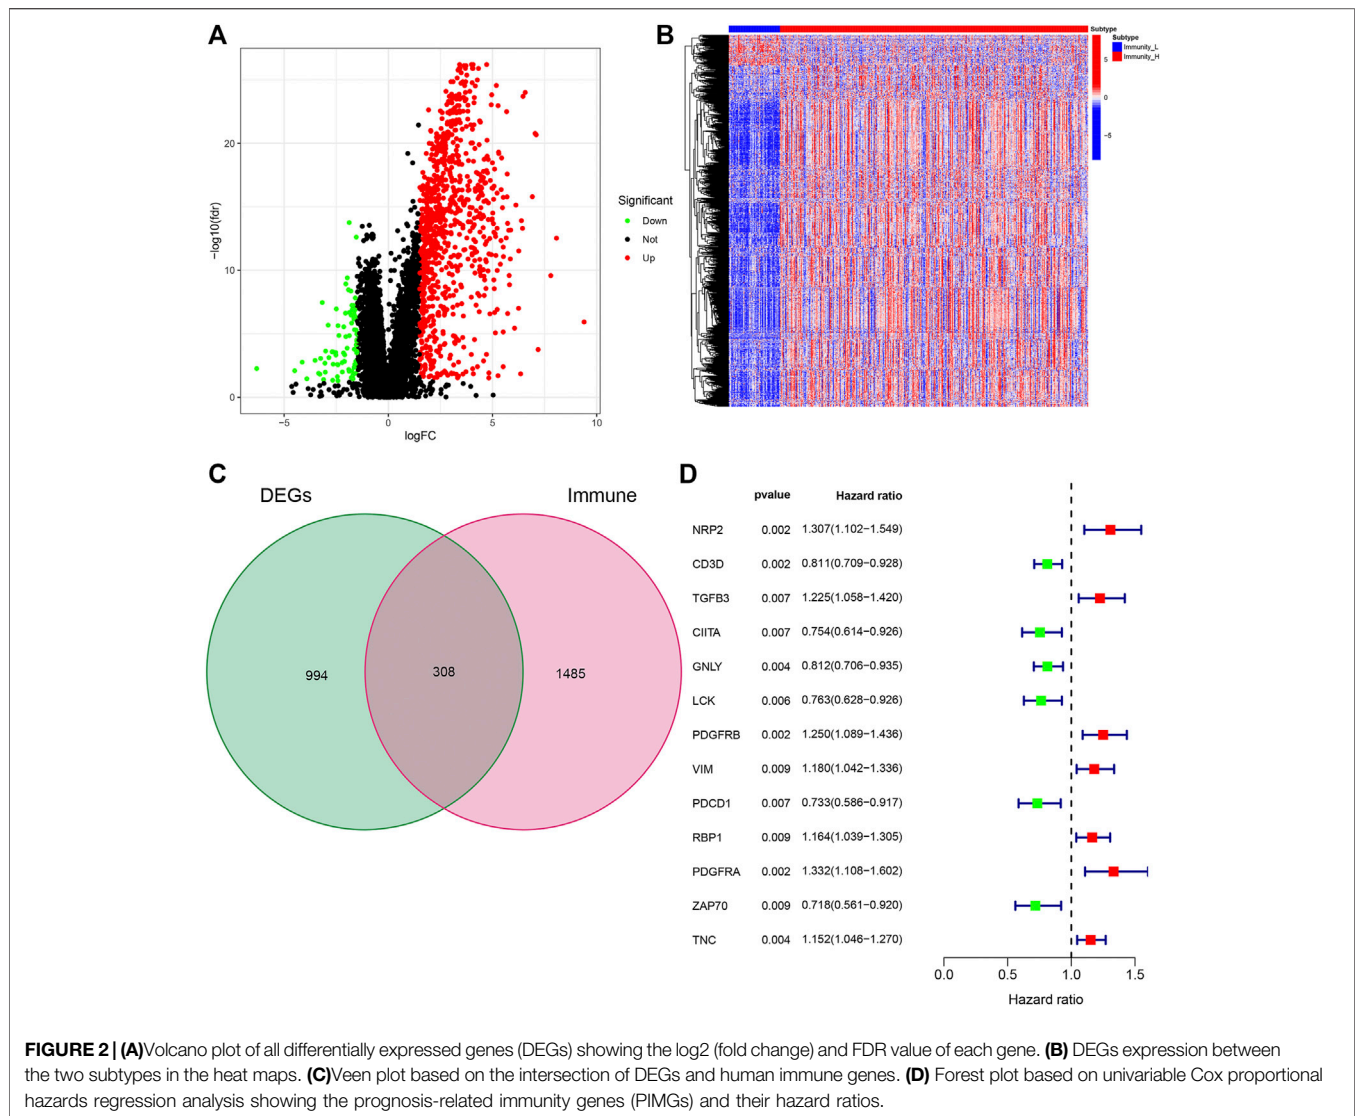 A
20
10
0
−5
0
5
10
−log10(fdr)
logFC
Significant
Down
Not
Up
B
Subtype
Subtype
Immunity_L
Immunity_H
5
0
−5
C
DEGs
Immune
994
308
1485
D
pvalue Hazard ratio
NRP2 0.002 1.307(1.102−1.549)
CD3D 0.002 0.811(0.709−0.928)
TGFB3 0.007 1.225(1.058−1.420)
CIITA 0.007 0.754(0.614−0.926)
GNLY 0.004 0.812(0.706−0.935)
LCK 0.006 0.763(0.628−0.926)
PDGFRB 0.002 1.250(1.089−1.436)
VIM 0.009 1.180(1.042−1.336)
PDCD1 0.007 0.733(0.586−0.917)
RBP1 0.009 1.164(1.039−1.305)
PDGFRA 0.002 1.332(1.108−1.602)
ZAP70 0.009 0.718(0.561−0.920)
TNC 0.004 1.152(1.046−1.270)
0.0 0.5 1.0 1.5
Hazard ratio
FIGURE 2 | (A)Volcano plot of all differentially expressed genes (DEGs) showing the log2 (fold change) and FDR value of each gene. (B) DEGs expression between
the two subtypes in the heat maps. (C)Veen plot based on the intersection of DEGs and human immune genes. (D) Forest plot based on univariable Cox proportional
hazards regression analysis showing the prognosis-related immunity genes (PIMGs) and their hazard ratios.